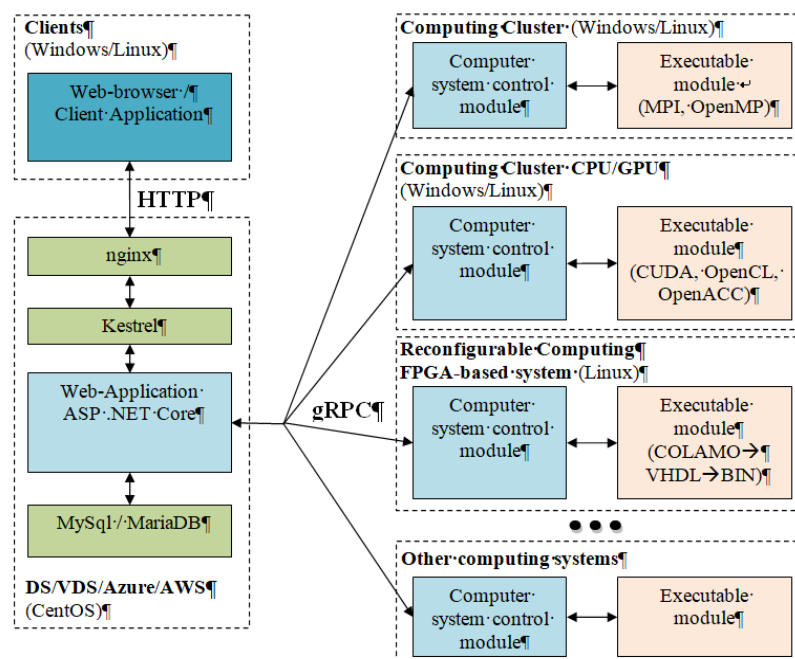 Clients¶
(Windows/Linux)¶
Web-browser·/¶
Client·Application¶
HTTP¶
nginx¶
Kestrel¶
Web-Application·
ASP·.NET·Core¶
MySql·/·MariaDB¶
DS/VDS/Azure/AWS¶
(CentOS)¶
gRPC¶
Computing·Cluster·(Windows/Linux)¶
Computer·
system·control·
module¶
Executable·
module·↵
(MPI,·OpenMP)¶
Computing·Cluster·CPU/GPU¶
(Windows/Linux)¶
Computer·
system·control·
module¶
Executable·
module¶
(CUDA,·OpenCL,·
OpenACC)¶
Reconfigurable·Computing¶
FPGA-based·system·(Linux)¶
Computer·
system·control·
module¶
Executable·
module¶
(COLAMO→¶
VHDL→BIN)¶
•••
Other·computing·systems¶
Computer·
system·control·
module¶
Executable·
module¶